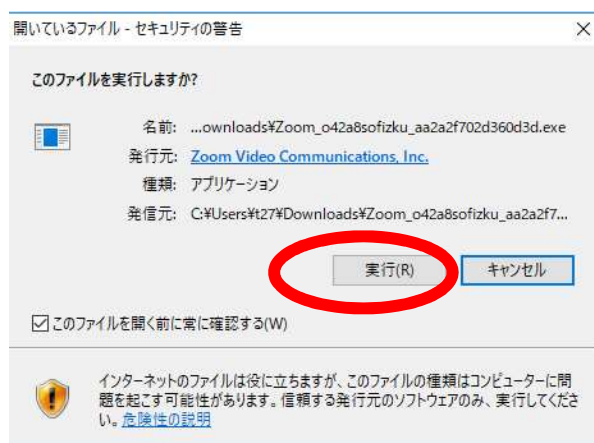 開いているファイル - セキュリティの警告
このファイルを実行しますか?
名前: ...ownloads¥Zoom_o42a8sofizku_aa2a2f702d360d3d.exe
発行元: Zoom Video Communications, Inc.
種類: アプリケーション
発信元: C:¥Users¥t27¥Downloads¥Zoom_o42a8sofizku_aa2a2f7...
実行(R) キャンセル
このファイルを開く前に常に確認する(W)
インターネットのファイルは役に立ちますが、このファイルの種類はコンピューターに問
題を起こす可能性があります。信頼する発行元のソフトウェアのみ、実行してくださ
い。危険性の説明